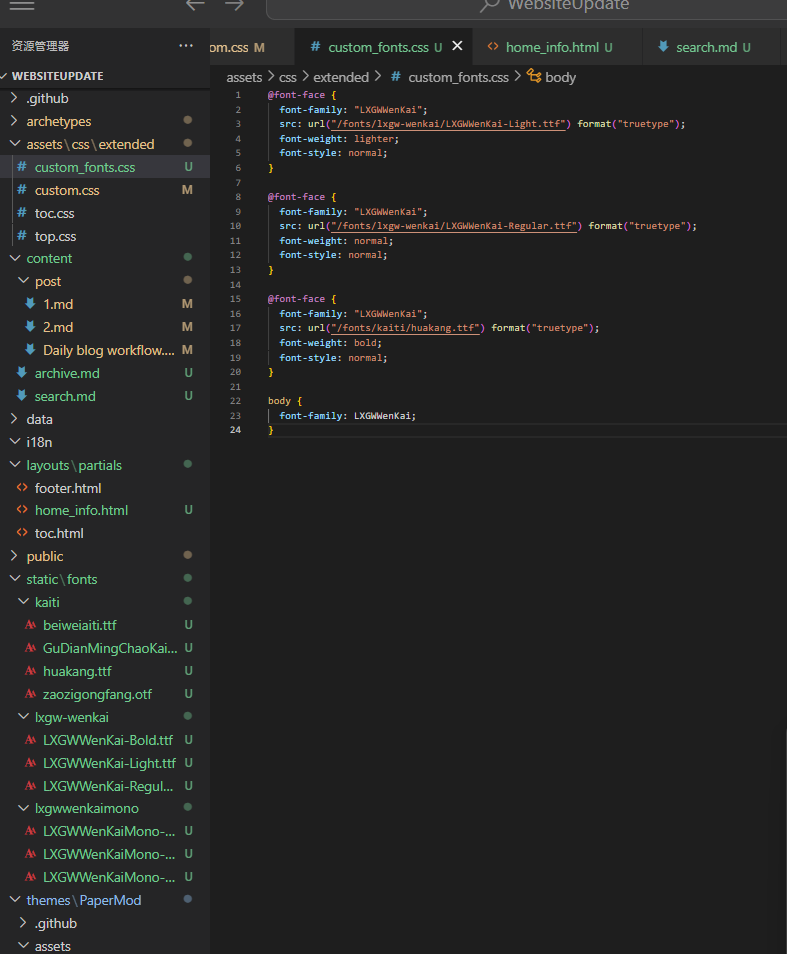 WebsiteUpdate
资源管理器 ···
om.css M
# custom_fonts.css U ×
<> home_info.html U
search.md U
WEBSITEUPDATE
assets > css > extended > # custom_fonts.css > body
.github
archetypes
assets\css\extended
# custom_fonts.css U
# custom.css M
# toc.css
# top.css
content
post
1.md M
2.md M
Daily blog workflow.... M
archive.md U
search.md U
data
i18n
layouts\partials
<> footer.html
<> home_info.html U
<> toc.html
public
static\fonts
kaiti
beiweiaiti.ttf U
GuDianMingChaoKai... U
huakang.ttf U
zaozigongfang.otf U
lxgw-wenkai
LXGWWenKai-Bold.ttf U
LXGWWenKai-Light.ttf U
LXGWWenKai-Regul... U
lxgwwenkaimono
LXGWWenKaiMono-... U
LXGWWenKaiMono-... U
LXGWWenKaiMono-... U
themes\PaperMod
.github
assets
1 @font-face {
2 font-family: "LXGWWenKai";
3 src: url("/fonts/lxgw-wenkai/LXGWWenKai-Light.ttf") format("truetype");
4 font-weight: lighter;
5 font-style: normal;
6 }
7
8 @font-face {
9 font-family: "LXGWWenKai";
10 src: url("/fonts/lxgw-wenkai/LXGWWenKai-Regular.ttf") format("truetype");
11 font-weight: normal;
12 font-style: normal;
13 }
14
15 @font-face {
16 font-family: "LXGWWenKai";
17 src: url("/fonts/kaiti/huakang.ttf") format("truetype");
18 font-weight: bold;
19 font-style: normal;
20 }
21
22 body {
23 font-family: LXGWWenKai;
24 }